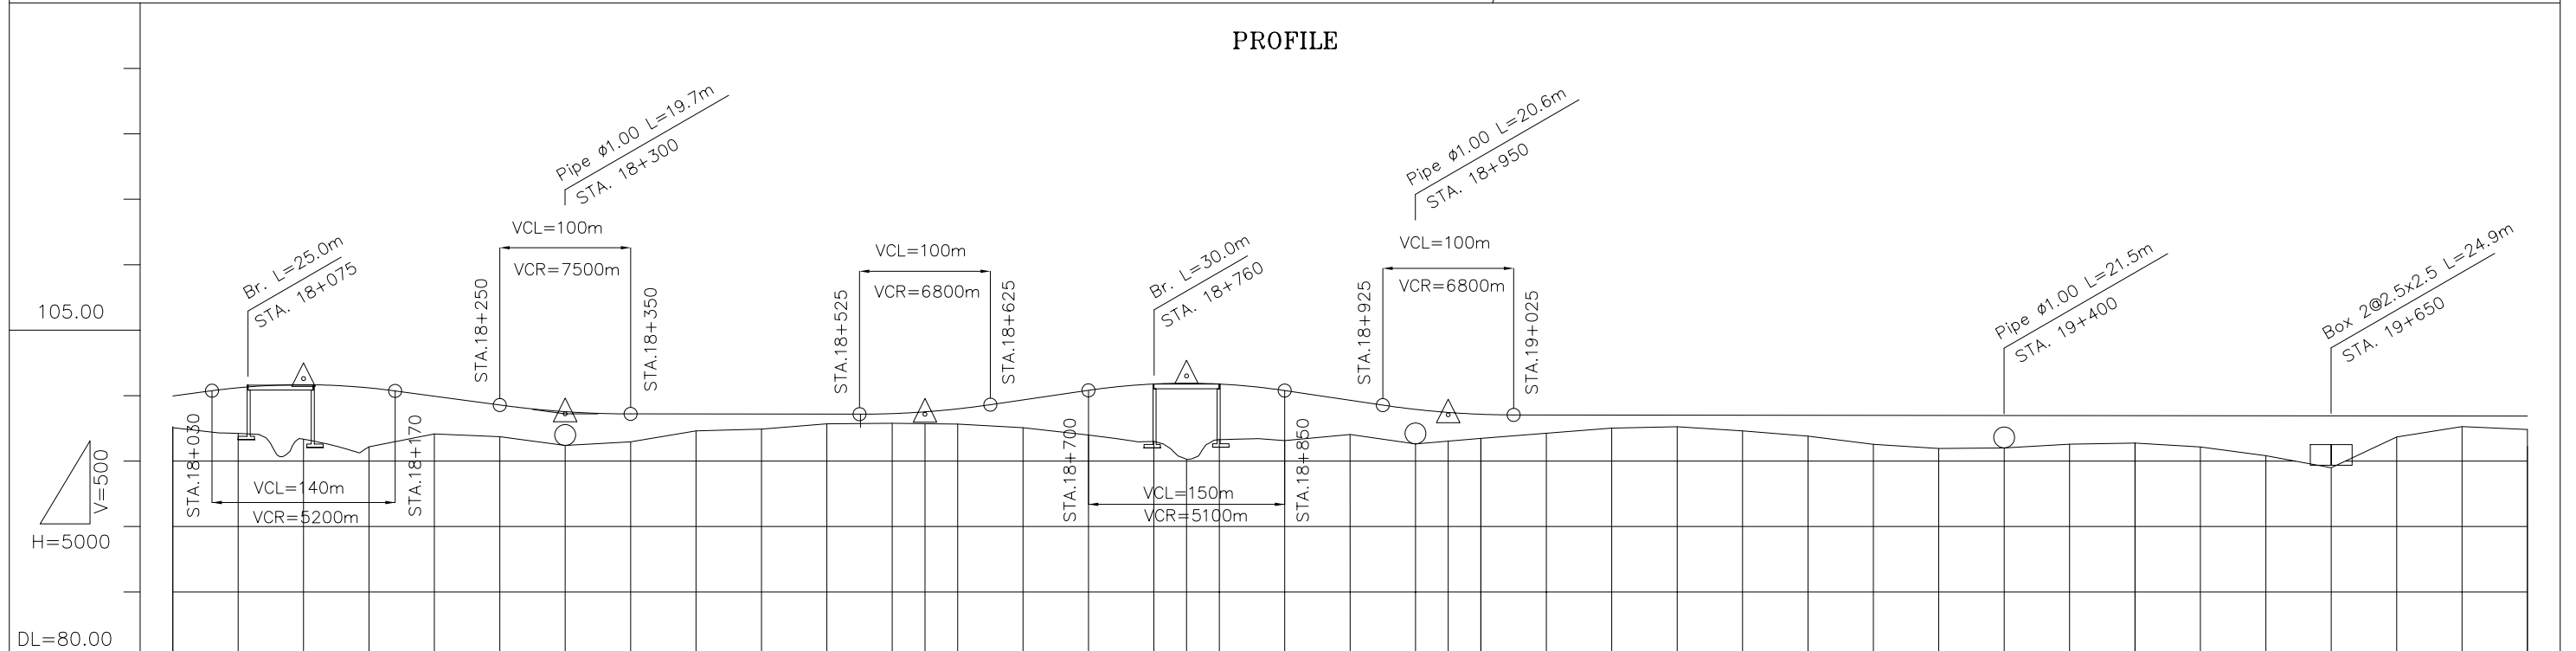 PROFILE
Pipe ø1.00 L=19.7m
STA. 18+300
Pipe ø1.00 L=20.6m
STA. 18+950
VCL=100m
VCR=7500m
VCL=100m
VCR=6800m
VCL=100m
VCR=6800m
Br. L=25.0m
STA. 18+075
Br. L=30.0m
STA. 18+760
Pipe ø1.00 L=21.5m
STA. 19+400
Box 2@2.5x2.5 L=24.9m
STA. 19+650
105.00
STA.18+250
STA.18+350
STA.18+525
STA.18+625
STA.18+925
STA.19+025
STA.18+030
STA.18+170
STA.18+700
STA.18+850
VCL=140m
VCR=5200m
VCL=150m
VCR=5100m
V=500
H=5000
DL=80.00